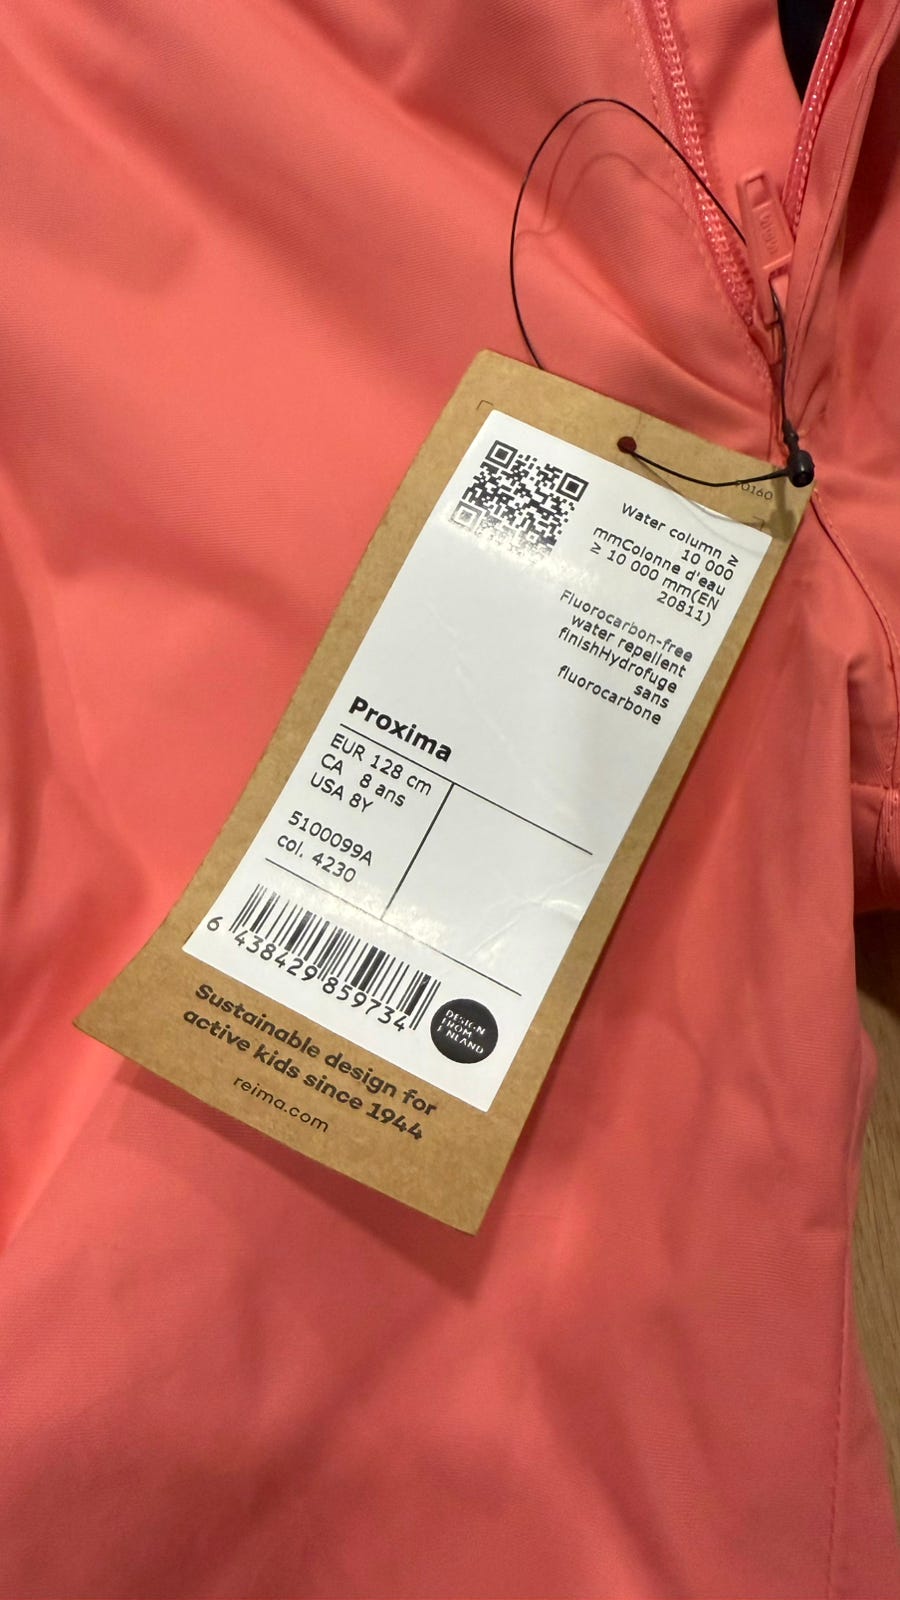 reima
Water column ≥
10 000
mmColonne d'eau
≥ 10 000 mm(EN
20811)
Fluorocarbon-free
water repellent
finishHydrofuge
sans
fluorocarbone
Proxima
EUR 128 cm
CA 8 ans
USA 8Y
5100099A
col. 4230
6 438429 859734
DESIGN
FROM
FINLAND
Sustainable design for
active kids since 1944
reima.com